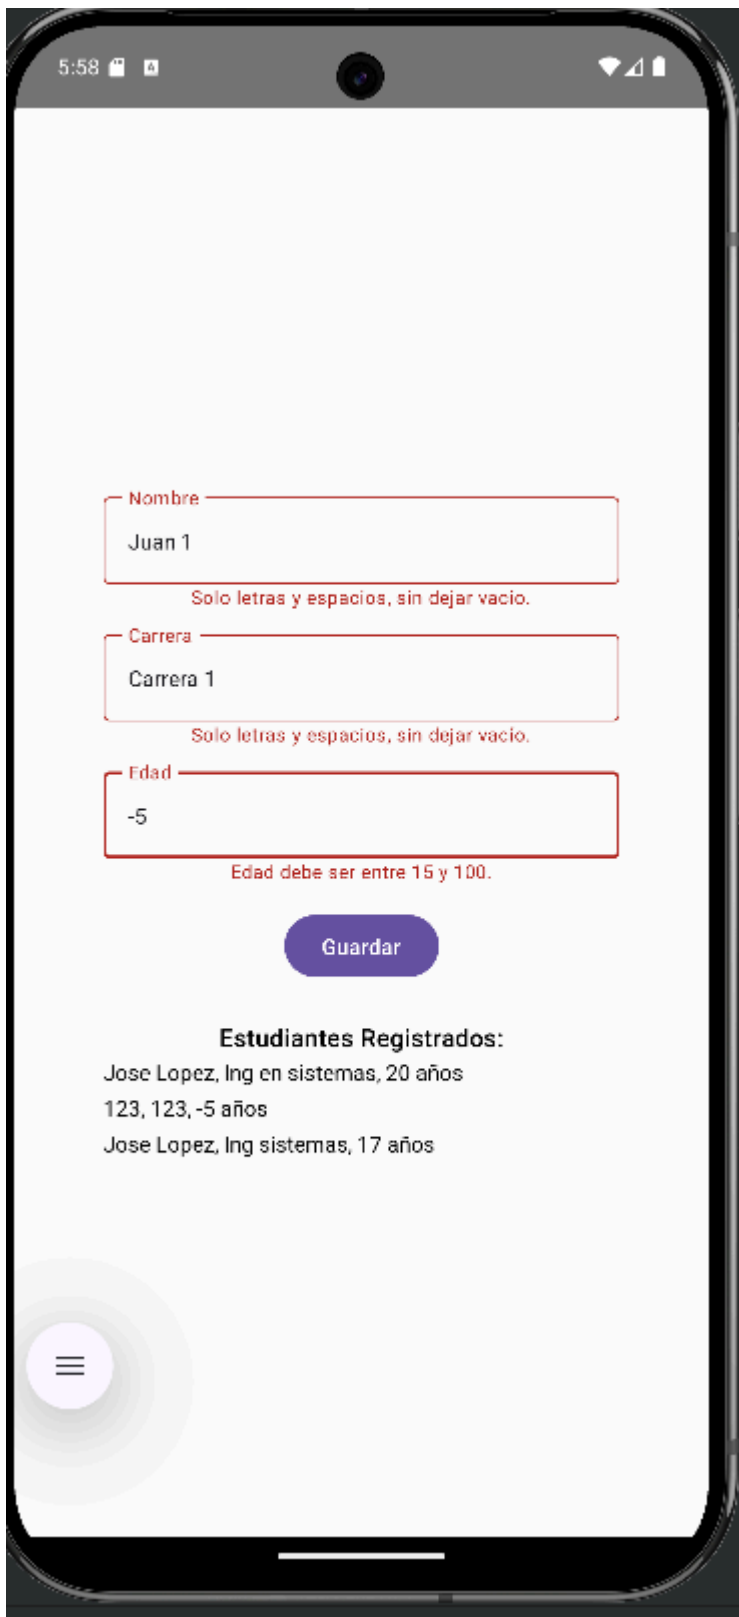 5:58
Nombre
Juan 1
Solo letras y espacios, sin dejar vacio.
Carrera
Carrera 1
Solo letras y espacios, sin dejar vacio.
Edad
-5
Edad debe ser entre 15 y 100.
Guardar
Estudiantes Registrados:
Jose Lopez, Ing en sistemas, 20 años
123, 123, -5 años
Jose Lopez, Ing sistemas, 17 años